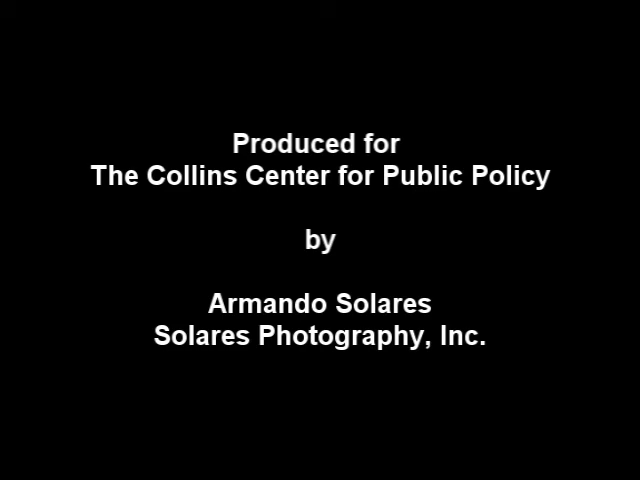 Produced for
The Collins Center for Public Policy
by
Armando Solares
Solares Photography, Inc.